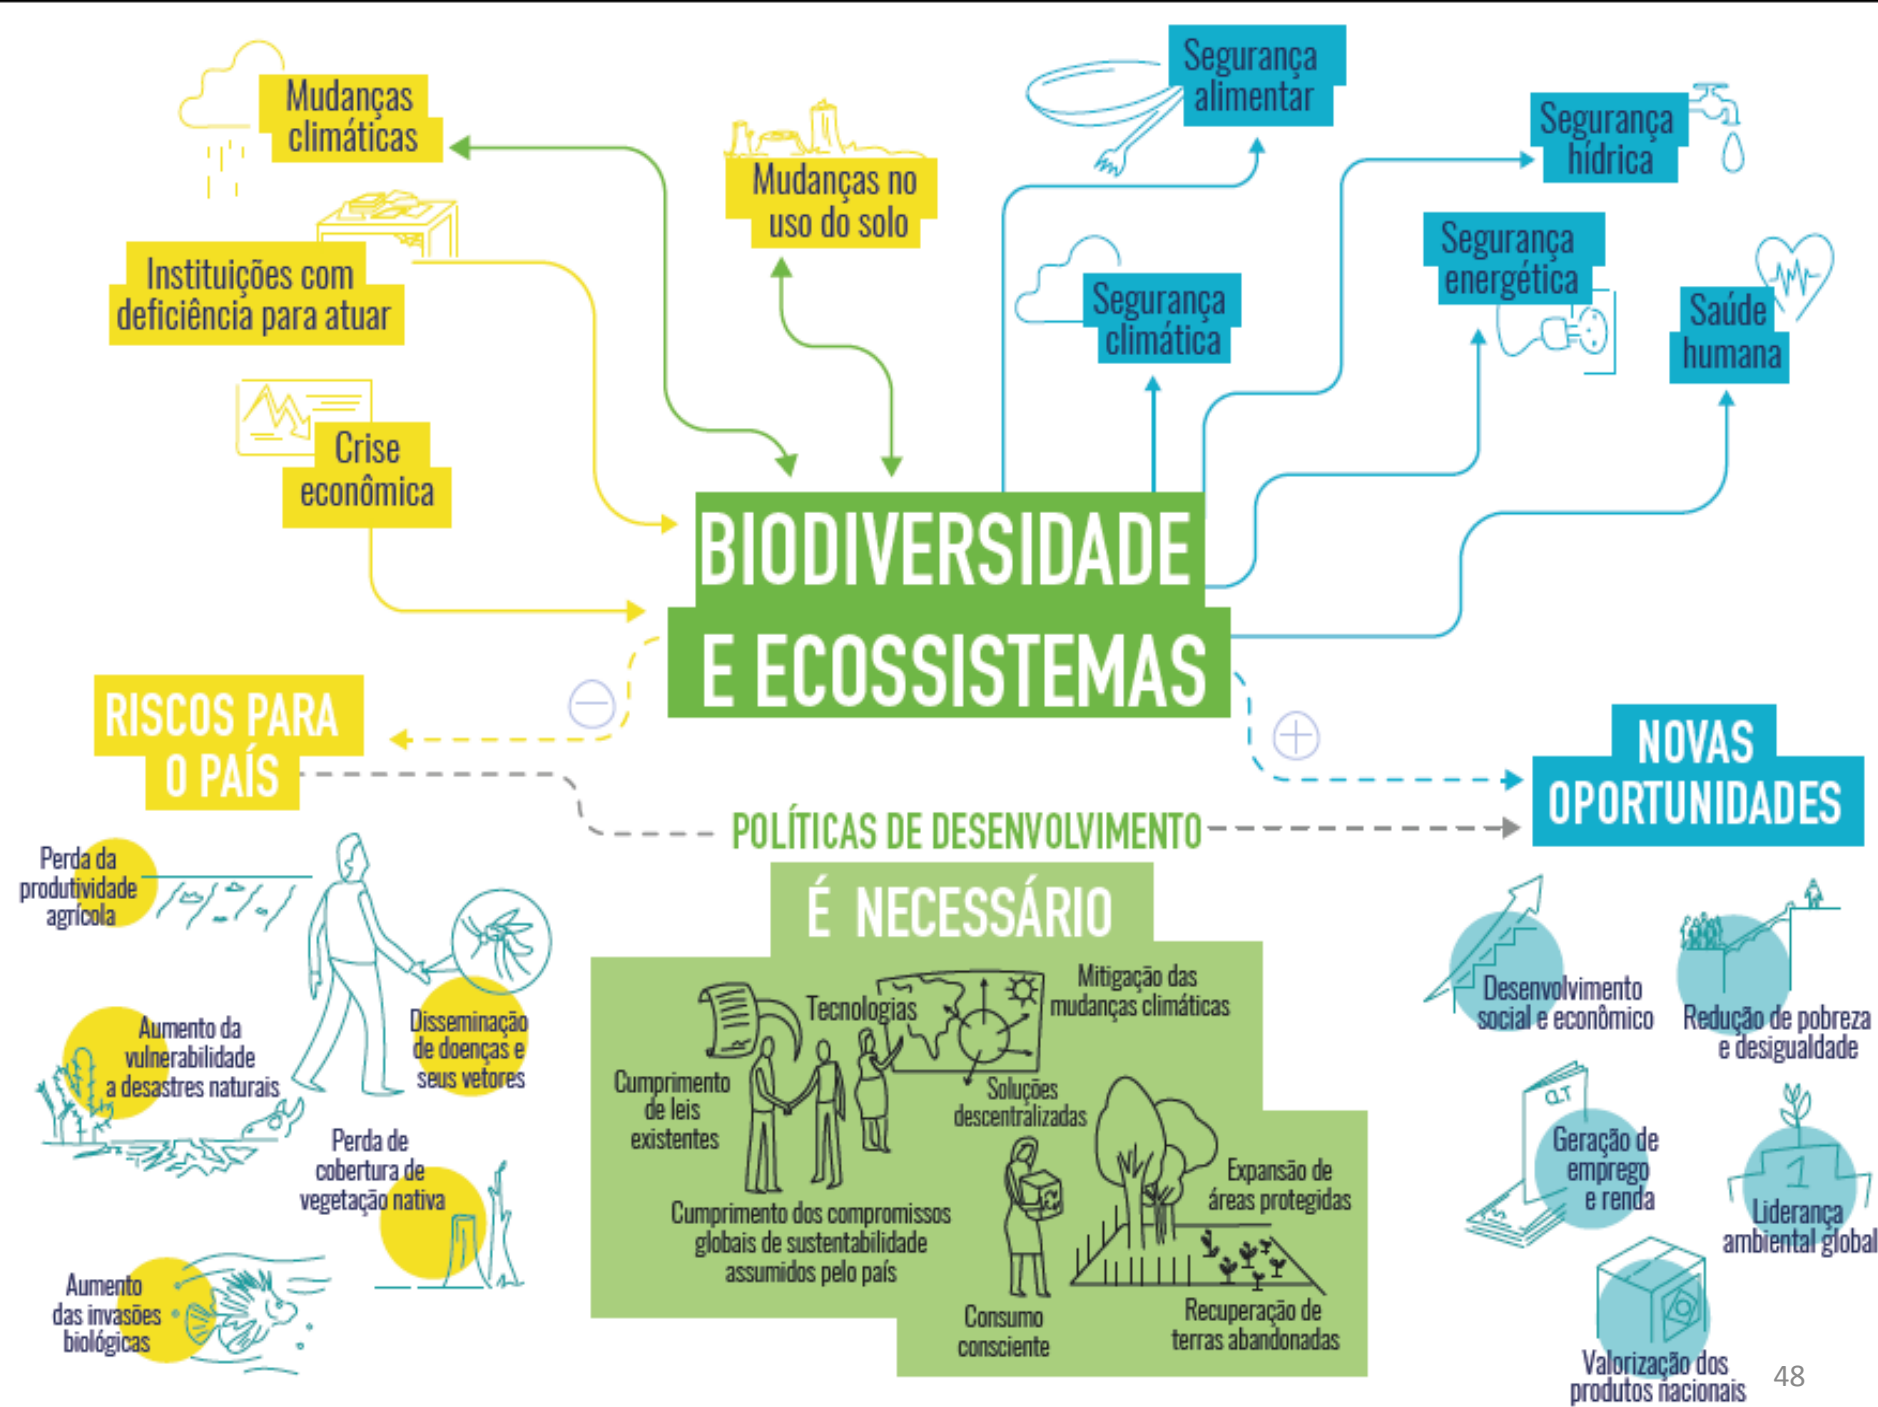 Mudanças
climáticas
Instituições com
deficiência para atuar
Crise
econômica
Mudanças no
uso do solo
Segurança
alimentar
Segurança
climática
Segurança
hídrica
Segurança
energética
Saúde
humana
BIODIVERSIDADE
E ECOSSISTEMAS
RISCOS PARA
O PAÍS
Perda da
produtividade
agrícola
Disseminação
de doenças e
seus vetores
Aumento da
vulnerabilidade
a desastres naturais
Perda de
cobertura de
vegetação nativa
Aumento
das invasões
biológicas
POLÍTICAS DE DESENVOLVIMENTO
É NECESSÁRIO
Tecnologias
Mitigação das
mudanças climáticas
Cumprimento
de leis
existentes
Soluções
descentralizadas
Cumprimento dos compromissos
globais de sustentabilidade
assumidos pelo país
Expansão de
áreas protegidas
Consumo
consciente
Recuperação de
terras abandonadas
NOVAS
OPORTUNIDADES
Desenvolvimento
social e econômico
Redução de pobreza
e desigualdade
Geração de
emprego
e renda
1
Liderança
ambiental global
Valorização dos
produtos nacionais
48